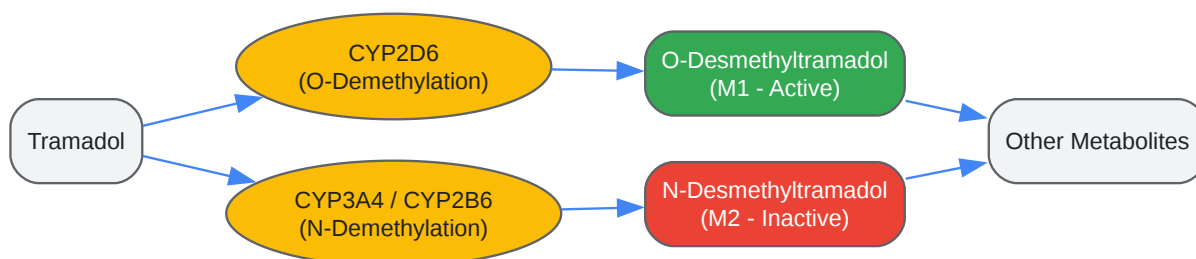 Tramadol
CYP2D6
(O-Demethylation)
O-Desmethyltramadol
(M1 - Active)
CYP3A4 / CYP2B6
(N-Demethylation)
N-Desmethyltramadol
(M2 - Inactive)
Other Metabolites